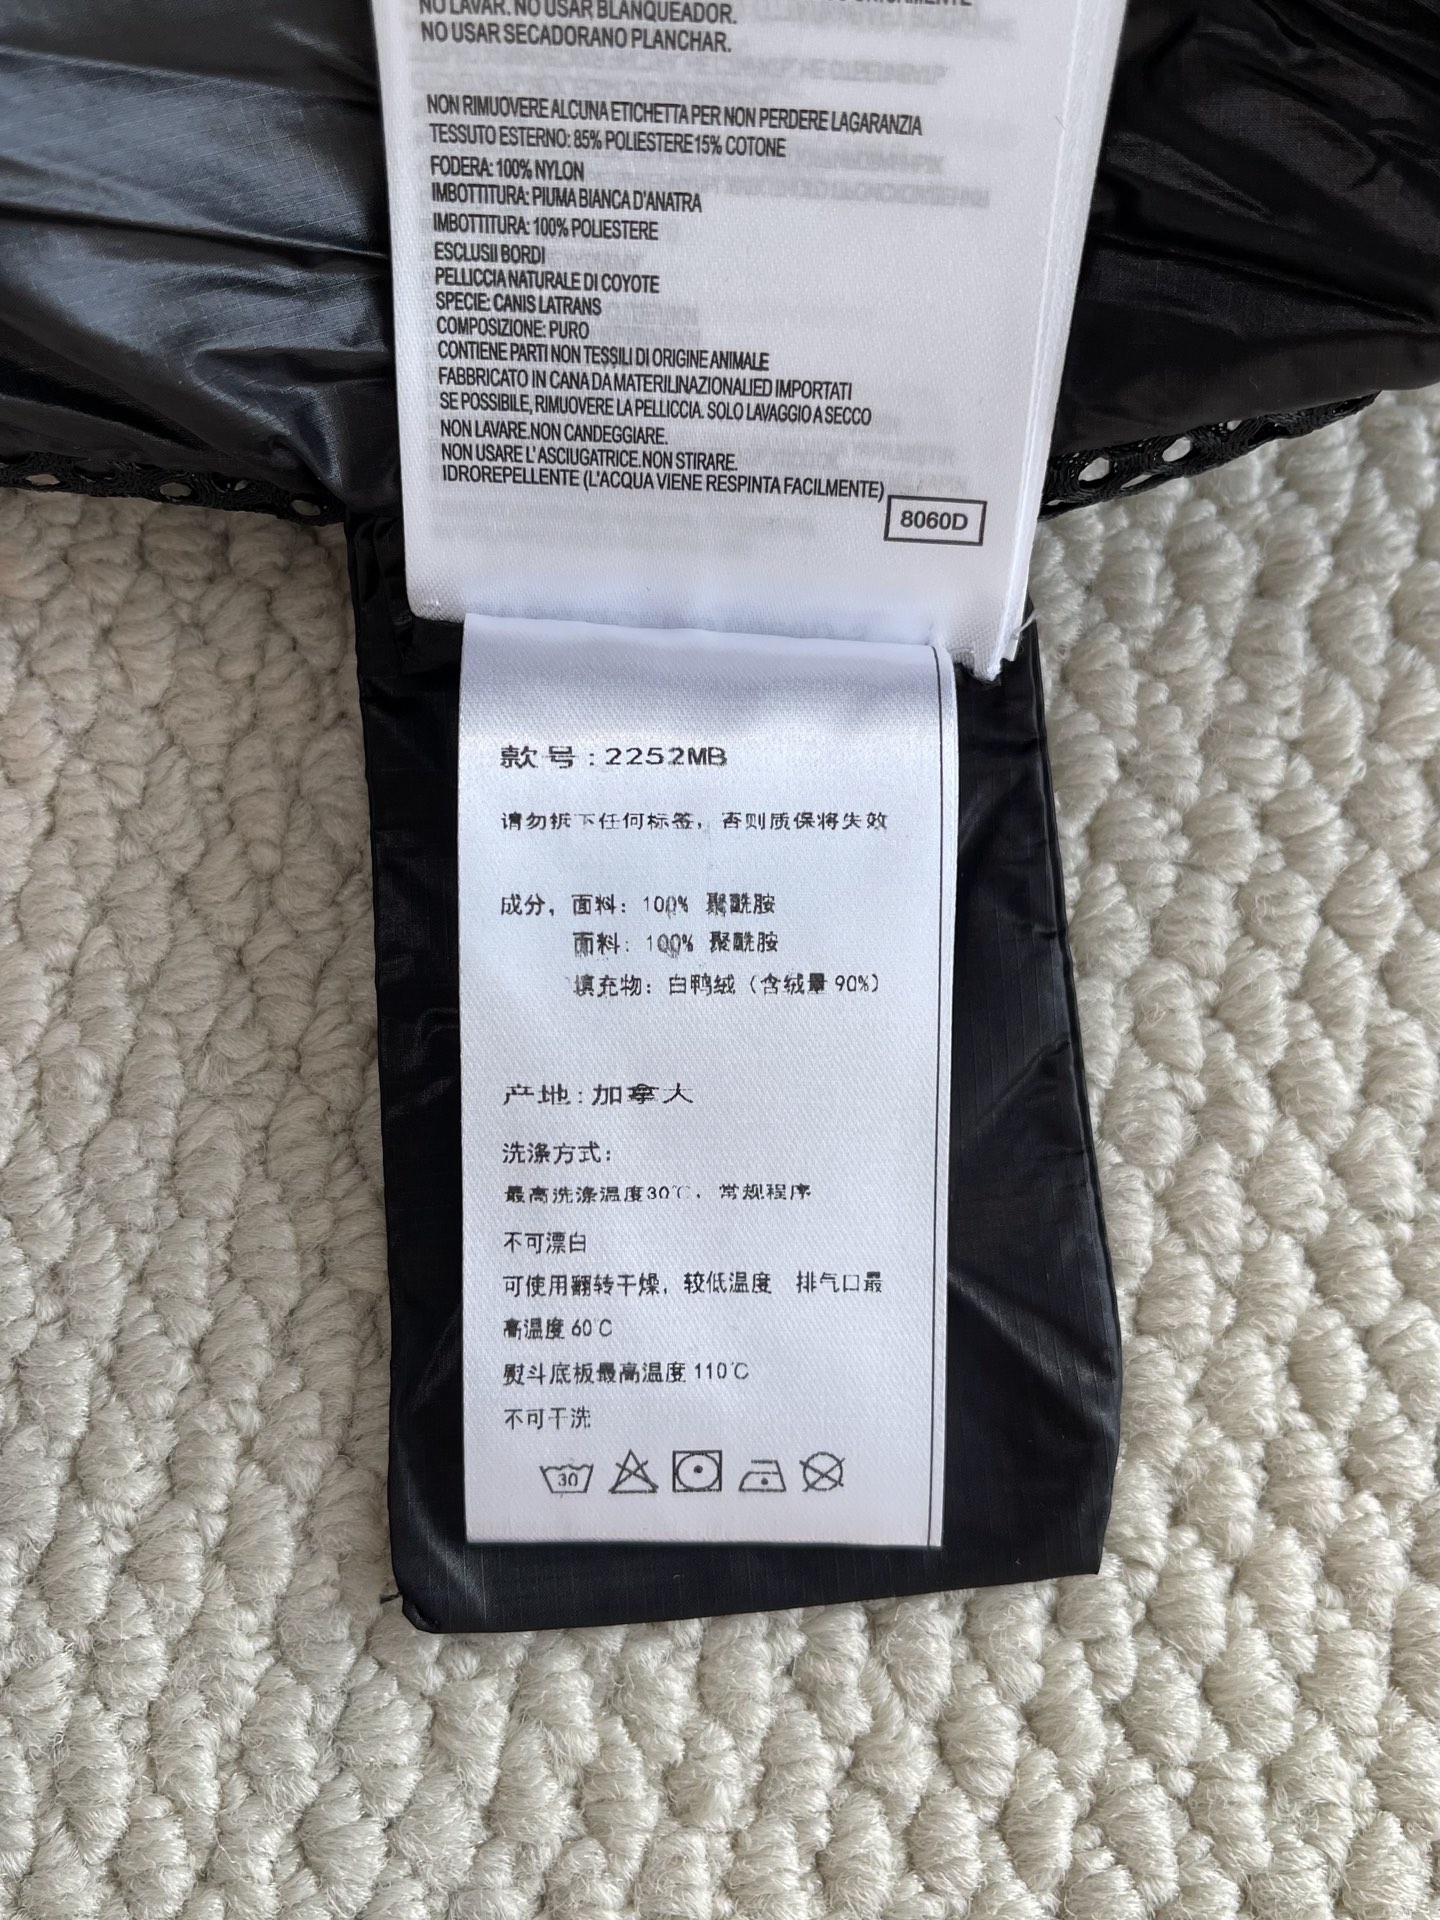 NO LAVAR. NO USAR BLANQUEADOR.
NO USAR SECADORANO PLANCHAR.
NON RIMUOVERE ALCUNA ETICHETTA PER NON PERDERE LAGARANZIA
TESSUTO ESTERNO: 85% POLIESTERE15% COTONE
FODERA: 100% NYLON
IMBOTTITURA: PIUMA BIANCA D'ANATRA
IMBOTTITURA: 100% POLIESTERE
ESCLUSII BORDI
PELLICCIA NATURALE DI COYOTE
SPECIE: CANIS LATRANS
COMPOSIZIONE: PURO
CONTIENE PARTI NON TESSILI DI ORIGINE ANIMALE
FABBRICATO IN CANA DA MATERILINAZIONALIED IMPORTATI
SE POSSIBILE, RIMUOVERE LA PELLICCIA. SOLO LAVAGGIO A SECCO
NON LAVARE.NON CANDEGGIARE.
NON USARE L'ASCIUGATRICE.NON STIRARE.
IDROREPELLENTE (L'ACQUA VIENE RESPINTA FACILMENTE)
8060D
款号:2252MB
请勿拆下任何标签，否则质保将失效
成分，面料：100% 聚酰胺
面料：100% 聚酰胺
填充物：白鸭绒（含绒量 90%）
产地:加拿大
洗涤方式：
最高洗涤温度30℃，常规程序
不可漂白
可使用翻转干燥，较低温度 排气口最
高温度 60℃
熨斗底板最高温度 110℃
不可干洗
30